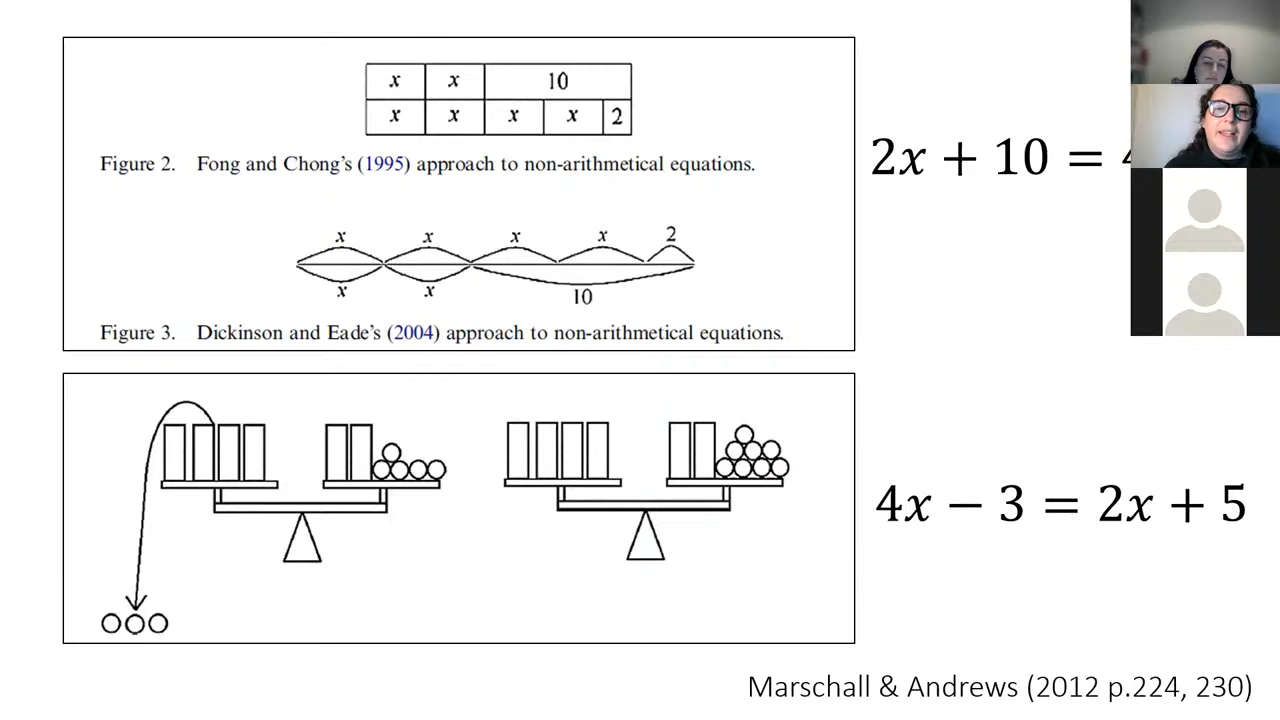 x x 10
x x x x 2
Figure 2. Fong and Chong's (1995) approach to non-arithmetical equations.
2x + 10 =
x x x x 2
x x 10
Figure 3. Dickinson and Eade's (2004) approach to non-arithmetical equations.
4x − 3 = 2x + 5
Marschall & Andrews (2012 p.224, 230)